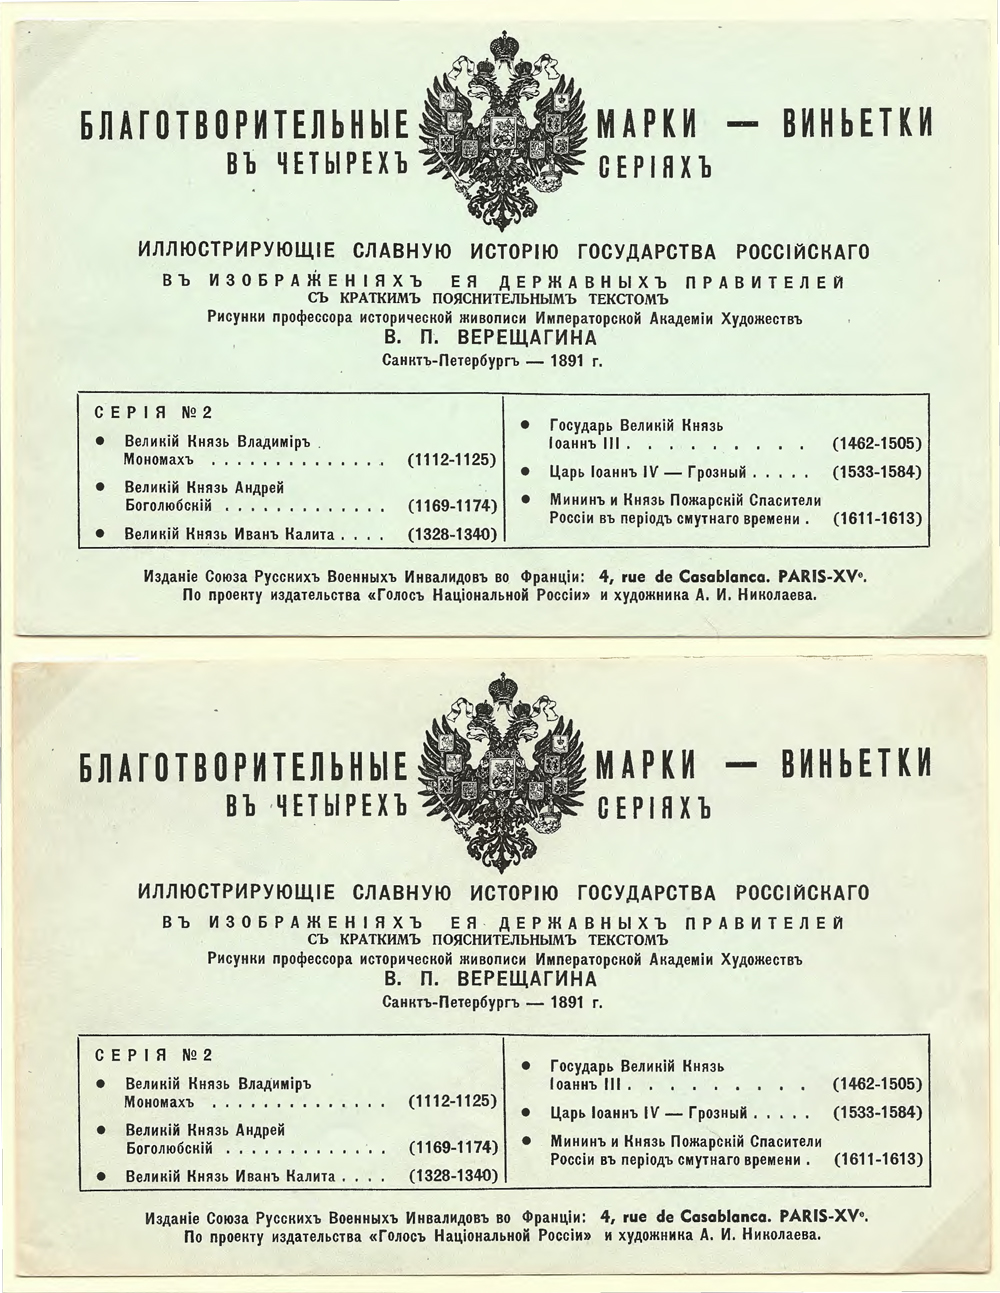 БЛАГОТВОРИТЕЛЬНЫЕ МАРКИ — ВИНЬЕТКИ
ВЪ ЧЕТЫРЕХЪ СЕРІЯХЪ
ИЛЛЮСТРИРУЮЩІЕ СЛАВНУЮ ИСТОРІЮ ГОСУДАРСТВА РОССІЙСКАГО
ВЪ ИЗОБРАЖЕНІЯХЪ ЕЯ ДЕРЖАВНЫХЪ ПРАВИТЕЛЕЙ
СЪ КРАТКИМЪ ПОЯСНИТЕЛЬНЫМЪ ТЕКСТОМЪ
Рисунки профессора исторической живописи Императорской Академіи Художествъ
В. П. ВЕРЕЩАГИНА
Санктъ-Петербургъ — 1891 г.
СЕРІЯ №2
● Великій Князь Владиміръ
Мономахъ . . . . . . . . . . . . . . (1112-1125)
● Великій Князь Андрей
Боголюбскій . . . . . . . . . . . . . (1169-1174)
● Великій Князь Иванъ Калита . . . . (1328-1340)
● Государь Великій Князь
Іоаннъ III . . . . . . . . . (1462-1505)
● Царь Іоаннъ IV — Грозный . . . . . (1533-1584)
● Мининъ и Князь Пожарскій Спасители
Россіи въ періодъ смутнаго времени . (1611-1613)
Изданіе Союза Русскихъ Военныхъ Инвалидовъ во Франціи: 4, rue de Casablanca. PARIS-XVᵉ.
По проекту издательства «Голосъ Національной Россіи» и художника А. И. Николаева.
БЛАГОТВОРИТЕЛЬНЫЕ МАРКИ — ВИНЬЕТКИ
ВЪ ЧЕТЫРЕХЪ СЕРІЯХЪ
ИЛЛЮСТРИРУЮЩІЕ СЛАВНУЮ ИСТОРІЮ ГОСУДАРСТВА РОССІЙСКАГО
ВЪ ИЗОБРАЖЕНІЯХЪ ЕЯ ДЕРЖАВНЫХЪ ПРАВИТЕЛЕЙ
СЪ КРАТКИМЪ ПОЯСНИТЕЛЬНЫМЪ ТЕКСТОМЪ
Рисунки профессора исторической живописи Императорской Академіи Художествъ
В. П. ВЕРЕЩАГИНА
Санктъ-Петербургъ — 1891 г.
СЕРІЯ №2
● Великій Князь Владиміръ
Мономахъ . . . . . . . . . . . . . . (1112-1125)
● Великій Князь Андрей
Боголюбскій . . . . . . . . . . . . . (1169-1174)
● Великій Князь Иванъ Калита . . . . (1328-1340)
● Государь Великій Князь
Іоаннъ III . . . . . . . . . (1462-1505)
● Царь Іоаннъ IV — Грозный . . . . . (1533-1584)
● Мининъ и Князь Пожарскій Спасители
Россіи въ періодъ смутнаго времени . (1611-1613)
Изданіе Союза Русскихъ Военныхъ Инвалидовъ во Франціи: 4, rue de Casablanca. PARIS-XVᵉ.
По проекту издательства «Голосъ Національной Россіи» и художника А. И. Николаева.